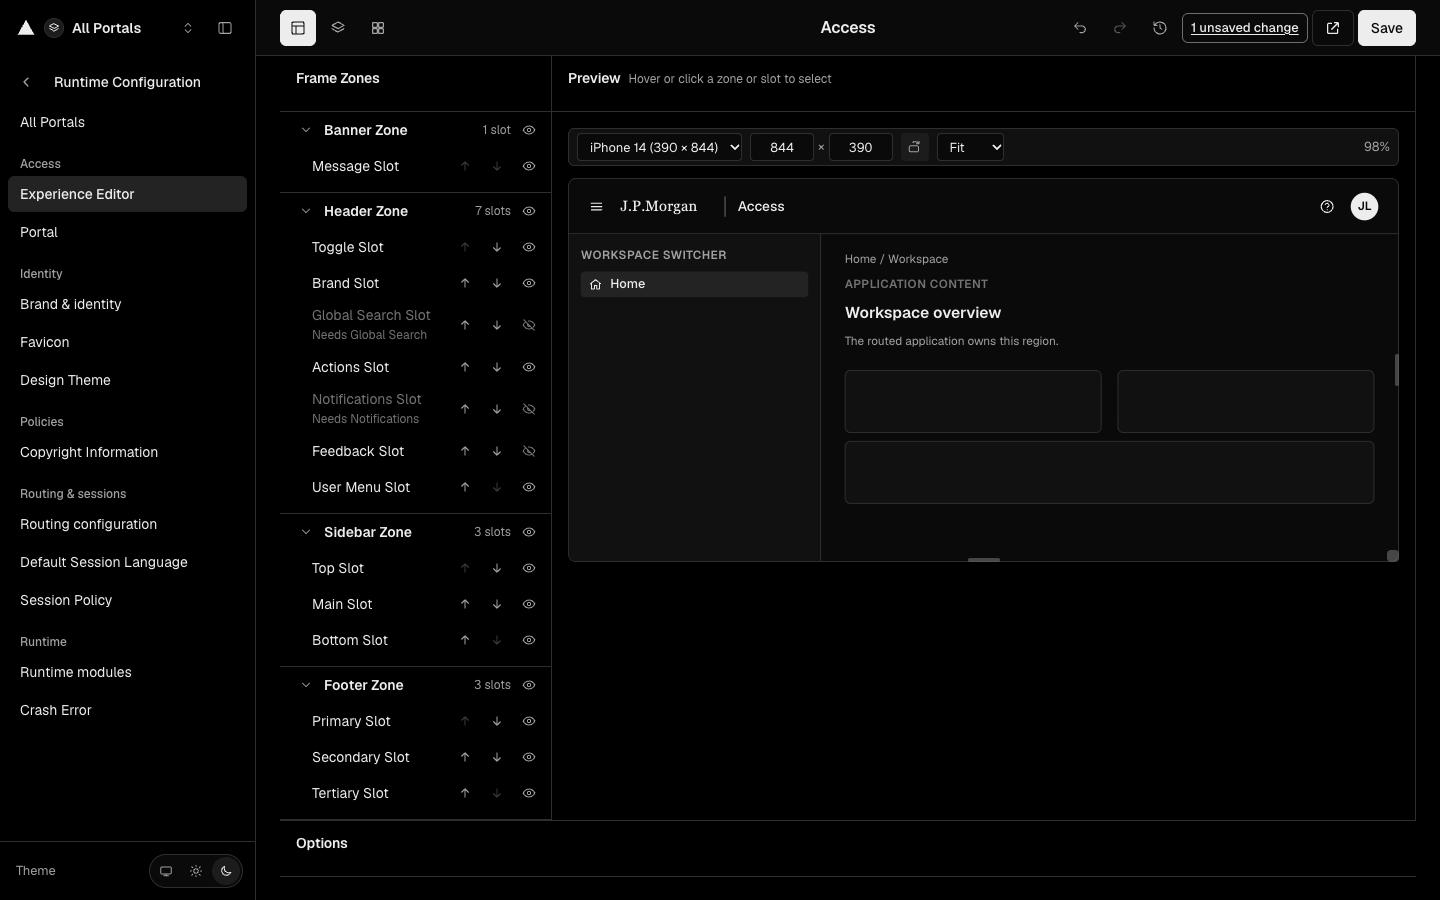 All Portals
Runtime Configuration
All Portals
Access
Experience Editor
Portal
Identity
Brand & identity
Favicon
Design Theme
Policies
Copyright Information
Routing & sessions
Routing configuration
Default Session Language
Session Policy
Runtime
Runtime modules
Crash Error
Theme
Access
1 unsaved change
Save
Frame Zones
Banner Zone 1 slot
Message Slot
Header Zone 7 slots
Toggle Slot
Brand Slot
Global Search Slot
Needs Global Search
Actions Slot
Notifications Slot
Needs Notifications
Feedback Slot
User Menu Slot
Sidebar Zone 3 slots
Top Slot
Main Slot
Bottom Slot
Footer Zone 3 slots
Primary Slot
Secondary Slot
Tertiary Slot
Preview Hover or click a zone or slot to select
iPhone 14 (390 × 844) 844 × 390 Fit 98%
J.P.Morgan Access JL
WORKSPACE SWITCHER
Home
Home / Workspace
APPLICATION CONTENT
Workspace overview
The routed application owns this region.
Options